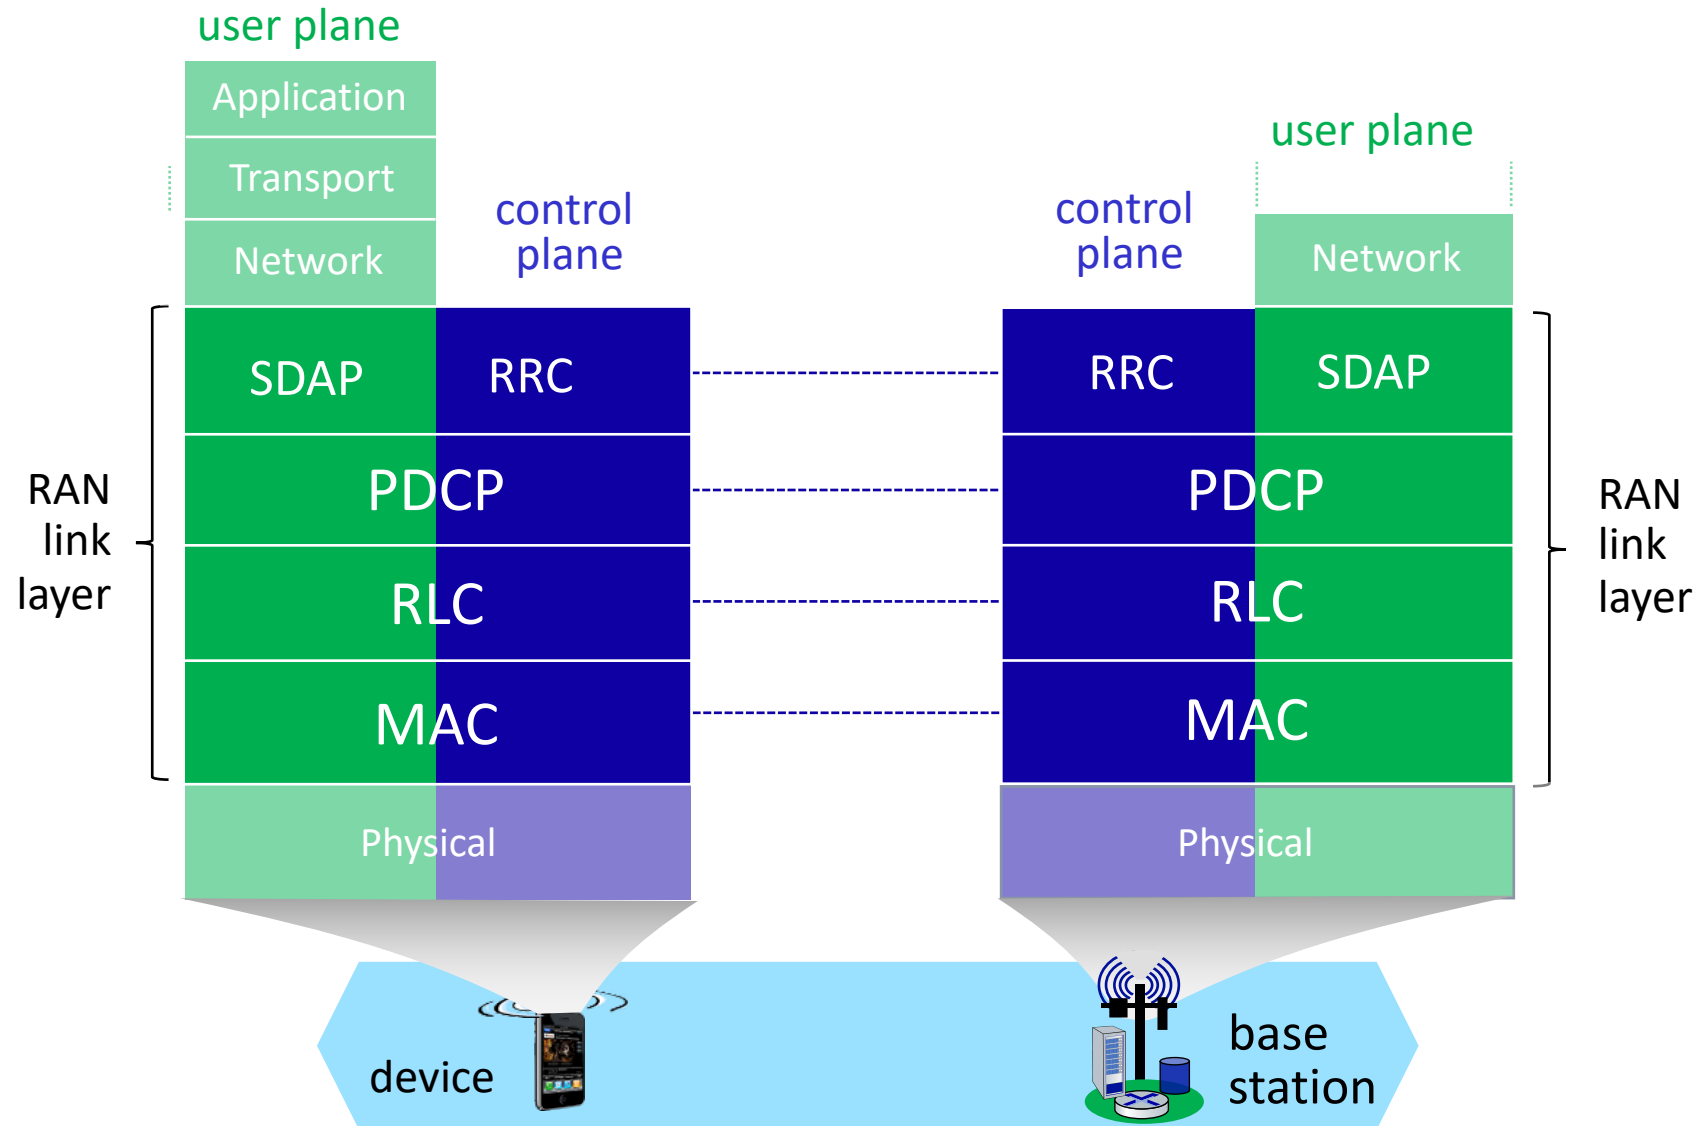 user plane
Application
Transport
Network
control
plane
SDAP
RRC
PDCP
RLC
MAC
Physical
RAN
link
layer
user plane
control
plane
Network
RRC
SDAP
PDCP
RLC
MAC
Physical
RAN
link
layer
device
base
station